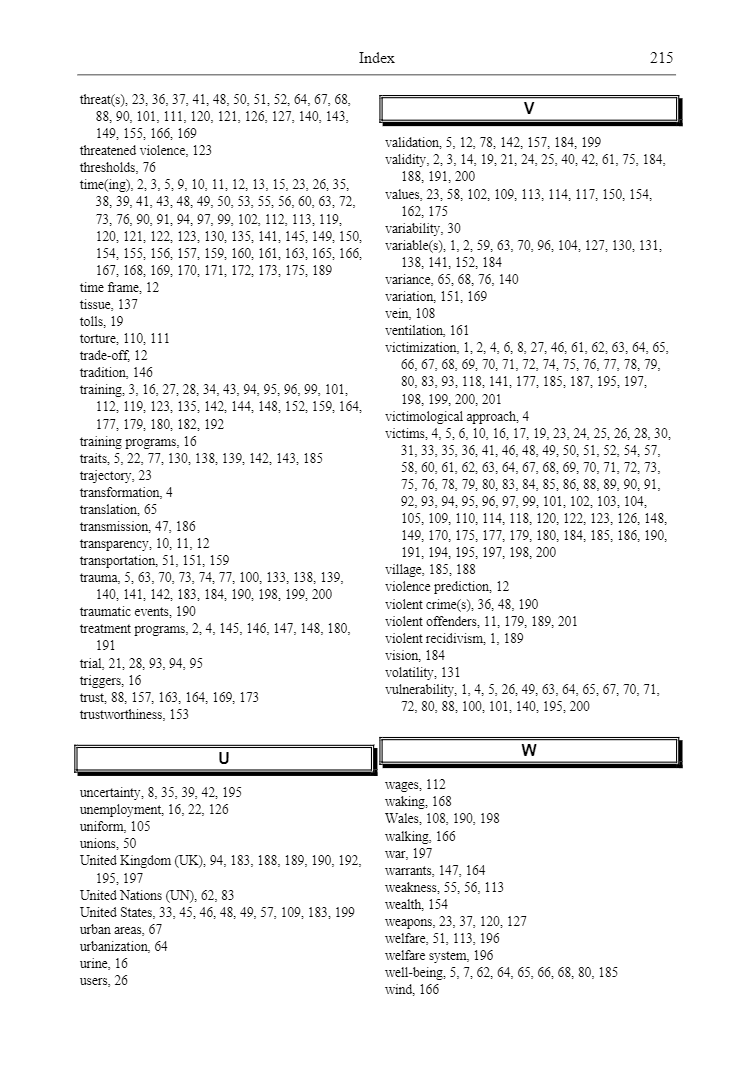 Index 215
threat(s), 23, 36, 37, 41, 48, 50, 51, 52, 64, 67, 68,
88, 90, 101, 111, 120, 121, 126, 127, 140, 143,
149, 155, 166, 169
threatened violence, 123
thresholds, 76
time(ing), 2, 3, 5, 9, 10, 11, 12, 13, 15, 23, 26, 35,
38, 39, 41, 43, 48, 49, 50, 53, 55, 56, 60, 63, 72,
73, 76, 90, 91, 94, 97, 99, 102, 112, 113, 119,
120, 121, 122, 123, 130, 135, 141, 145, 149, 150,
154, 155, 156, 157, 159, 160, 161, 163, 165, 166,
167, 168, 169, 170, 171, 172, 173, 175, 189
time frame, 12
tissue, 137
tolls, 19
torture, 110, 111
trade-off, 12
tradition, 146
training, 3, 16, 27, 28, 34, 43, 94, 95, 96, 99, 101,
112, 119, 123, 135, 142, 144, 148, 152, 159, 164,
177, 179, 180, 182, 192
training programs, 16
traits, 5, 22, 77, 130, 138, 139, 142, 143, 185
trajectory, 23
transformation, 4
translation, 65
transmission, 47, 186
transparency, 10, 11, 12
transportation, 51, 151, 159
trauma, 5, 63, 70, 73, 74, 77, 100, 133, 138, 139,
140, 141, 142, 183, 184, 190, 198, 199, 200
traumatic events, 190
treatment programs, 2, 4, 145, 146, 147, 148, 180,
191
trial, 21, 28, 93, 94, 95
triggers, 16
trust, 88, 157, 163, 164, 169, 173
trustworthiness, 153
U
uncertainty, 8, 35, 39, 42, 195
unemployment, 16, 22, 126
uniform, 105
unions, 50
United Kingdom (UK), 94, 183, 188, 189, 190, 192,
195, 197
United Nations (UN), 62, 83
United States, 33, 45, 46, 48, 49, 57, 109, 183, 199
urban areas, 67
urbanization, 64
urine, 16
users, 26
V
validation, 5, 12, 78, 142, 157, 184, 199
validity, 2, 3, 14, 19, 21, 24, 25, 40, 42, 61, 75, 184,
188, 191, 200
values, 23, 58, 102, 109, 113, 114, 117, 150, 154,
162, 175
variability, 30
variable(s), 1, 2, 59, 63, 70, 96, 104, 127, 130, 131,
138, 141, 152, 184
variance, 65, 68, 76, 140
variation, 151, 169
vein, 108
ventilation, 161
victimization, 1, 2, 4, 6, 8, 27, 46, 61, 62, 63, 64, 65,
66, 67, 68, 69, 70, 71, 72, 74, 75, 76, 77, 78, 79,
80, 83, 93, 118, 141, 177, 185, 187, 195, 197,
198, 199, 200, 201
victimological approach, 4
victims, 4, 5, 6, 10, 16, 17, 19, 23, 24, 25, 26, 28, 30,
31, 33, 35, 36, 41, 46, 48, 49, 50, 51, 52, 54, 57,
58, 60, 61, 62, 63, 64, 67, 68, 69, 70, 71, 72, 73,
75, 76, 78, 79, 80, 83, 84, 85, 86, 88, 89, 90, 91,
92, 93, 94, 95, 96, 97, 99, 101, 102, 103, 104,
105, 109, 110, 114, 118, 120, 122, 123, 126, 148,
149, 170, 175, 177, 179, 180, 184, 185, 186, 190,
191, 194, 195, 197, 198, 200
village, 185, 188
violence prediction, 12
violent crime(s), 36, 48, 190
violent offenders, 11, 179, 189, 201
violent recidivism, 1, 189
vision, 184
volatility, 131
vulnerability, 1, 4, 5, 26, 49, 63, 64, 65, 67, 70, 71,
72, 80, 88, 100, 101, 140, 195, 200
W
wages, 112
waking, 168
Wales, 108, 190, 198
walking, 166
war, 197
warrants, 147, 164
weakness, 55, 56, 113
wealth, 154
weapons, 23, 37, 120, 127
welfare, 51, 113, 196
welfare system, 196
well-being, 5, 7, 62, 64, 65, 66, 68, 80, 185
wind, 166